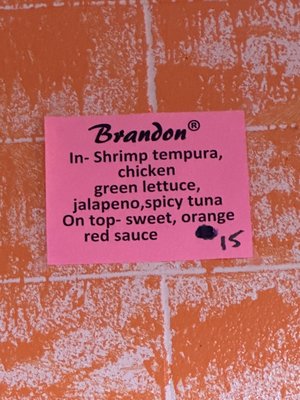 Brandon®
In- Shrimp tempura,
chicken
green lettuce,
jalapeno,spicy tuna
On top- sweet, orange
red sauce
15